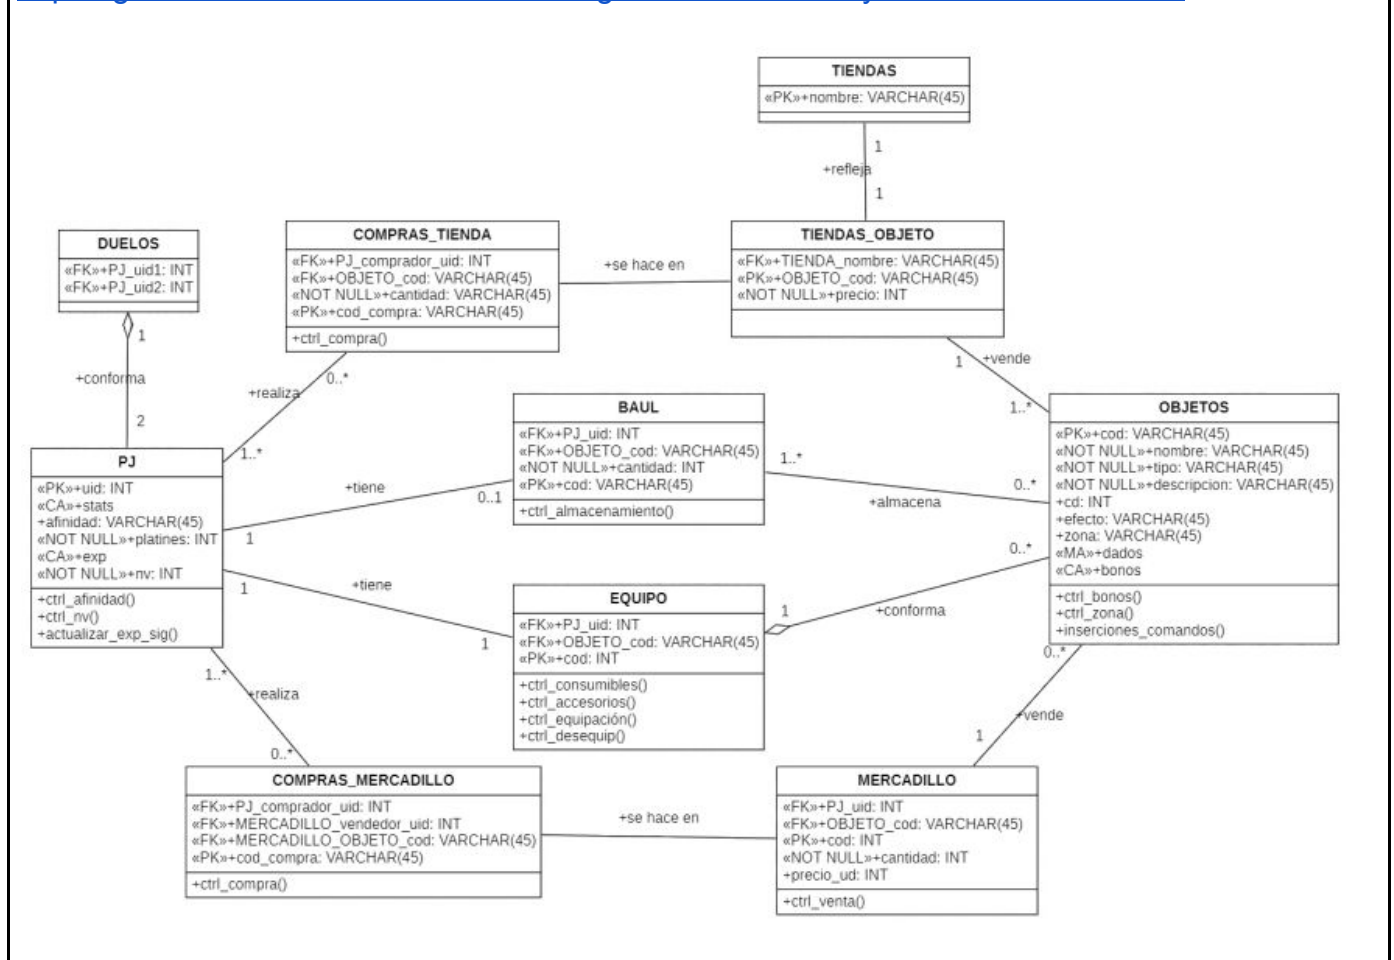 TIENDAS
«PK»+nombre: VARCHAR(45)
1
+refleja
1
DUELOS
«FK»+PJ_uid1: INT
«FK»+PJ_uid2: INT
1
+conforma
2
COMPRAS_TIENDA
«FK»+PJ_comprador_uid: INT
«FK»+OBJETO_cod: VARCHAR(45)
«NOT NULL»+cantidad: VARCHAR(45)
«PK»+cod_compra: VARCHAR(45)
+ctrl_compra()
+se hace en
TIENDAS_OBJETO
«FK»+TIENDA_nombre: VARCHAR(45)
«PK»+OBJETO_cod: VARCHAR(45)
«NOT NULL»+precio: INT
1
+vende
1..*
0..*
+realiza
1..*
PJ
«PK»+uid: INT
«CA»+stats
+afinidad: VARCHAR(45)
«NOT NULL»+platines: INT
«CA»+exp
«NOT NULL»+nv: INT
+ctrl_afinidad()
+ctrl_nv()
+actualizar_exp_sig()
+tiene
0..1
1
BAUL
«FK»+PJ_uid: INT
«FK»+OBJETO_cod: VARCHAR(45)
«NOT NULL»+cantidad: INT
«PK»+cod: VARCHAR(45)
+ctrl_almacenamiento()
1..*
0..*
+almacena
OBJETOS
«PK»+cod: VARCHAR(45)
«NOT NULL»+nombre: VARCHAR(45)
«NOT NULL»+tipo: VARCHAR(45)
«NOT NULL»+descripcion: VARCHAR(45)
+cd: INT
+efecto: VARCHAR(45)
+zona: VARCHAR(45)
«MA»+dados
«CA»+bonos
+ctrl_bonos()
+ctrl_zona()
+inserciones_comandos()
1
+tiene
1
EQUIPO
«FK»+PJ_uid: INT
«FK»+OBJETO_cod: VARCHAR(45)
«PK»+cod: INT
+ctrl_consumibles()
+ctrl_accesorios()
+ctrl_equipación()
+ctrl_desequip()
0..*
1
+conforma
1..*
+realiza
0..*
COMPRAS_MERCADILLO
«FK»+PJ_comprador_uid: INT
«FK»+MERCADILLO_vendedor_uid: INT
«FK»+MERCADILLO_OBJETO_cod: VARCHAR(45)
«PK»+cod_compra: VARCHAR(45)
+ctrl_compra()
+se hace en
0..*
+vende
1
MERCADILLO
«FK»+PJ_uid: INT
«FK»+OBJETO_cod: VARCHAR(45)
«PK»+cod: INT
«NOT NULL»+cantidad: INT
+precio_ud: INT
+ctrl_venta()